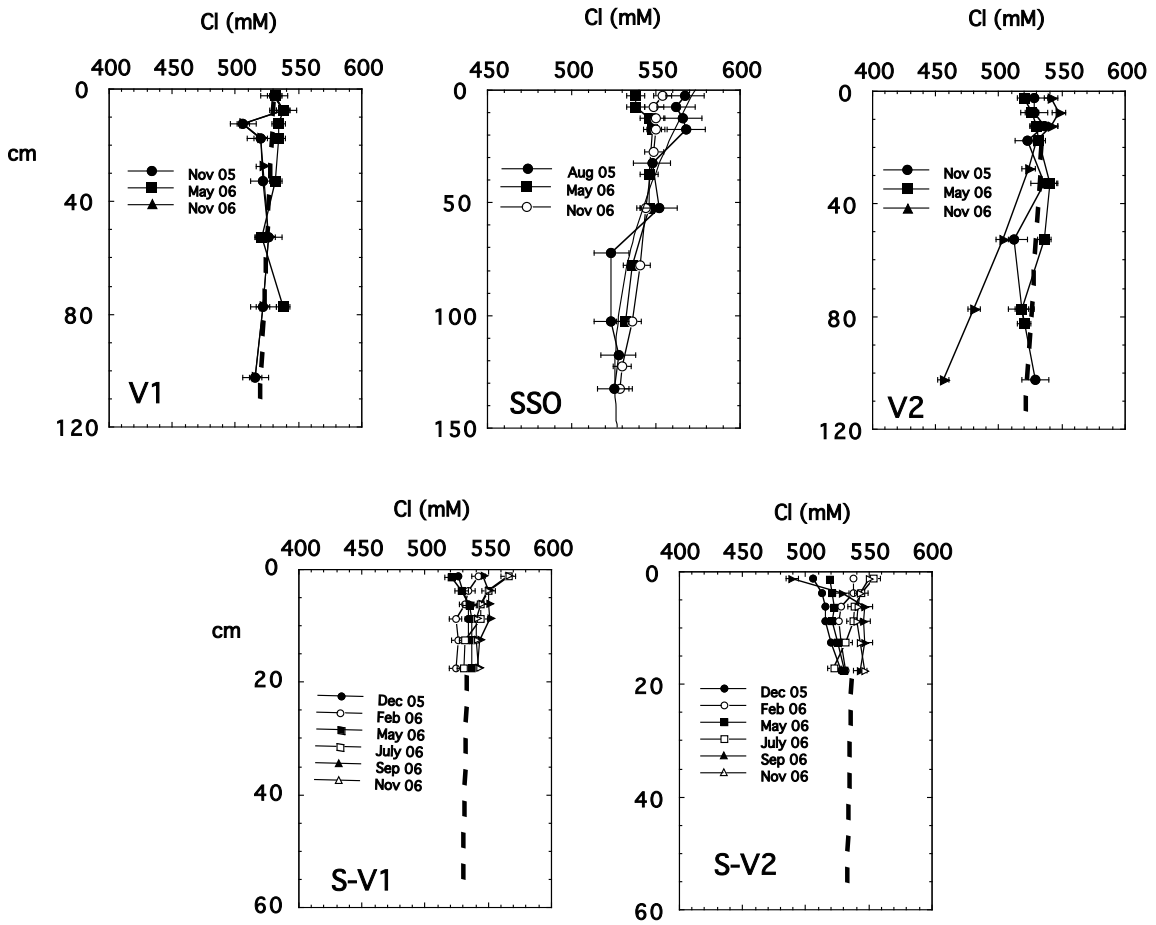 Cl (mM)
400 450 500 550 600
0
cm
40
80
120
Nov 05
May 06
Nov 06
V1
Cl (mM)
450 500 550 600
0
50
100
150
Aug 05
May 06
Nov 06
SSO
Cl (mM)
400 450 500 550 600
0
40
80
120
Nov 05
May 06
Nov 06
V2
Cl (mM)
400 450 500 550 600
0
cm
20
40
60
Dec 05
Feb 06
May 06
July 06
Sep 06
Nov 06
S-V1
Cl (mM)
400 450 500 550 600
0
20
40
60
Dec 05
Feb 06
May 06
July 06
Sep 06
Nov 06
S-V2